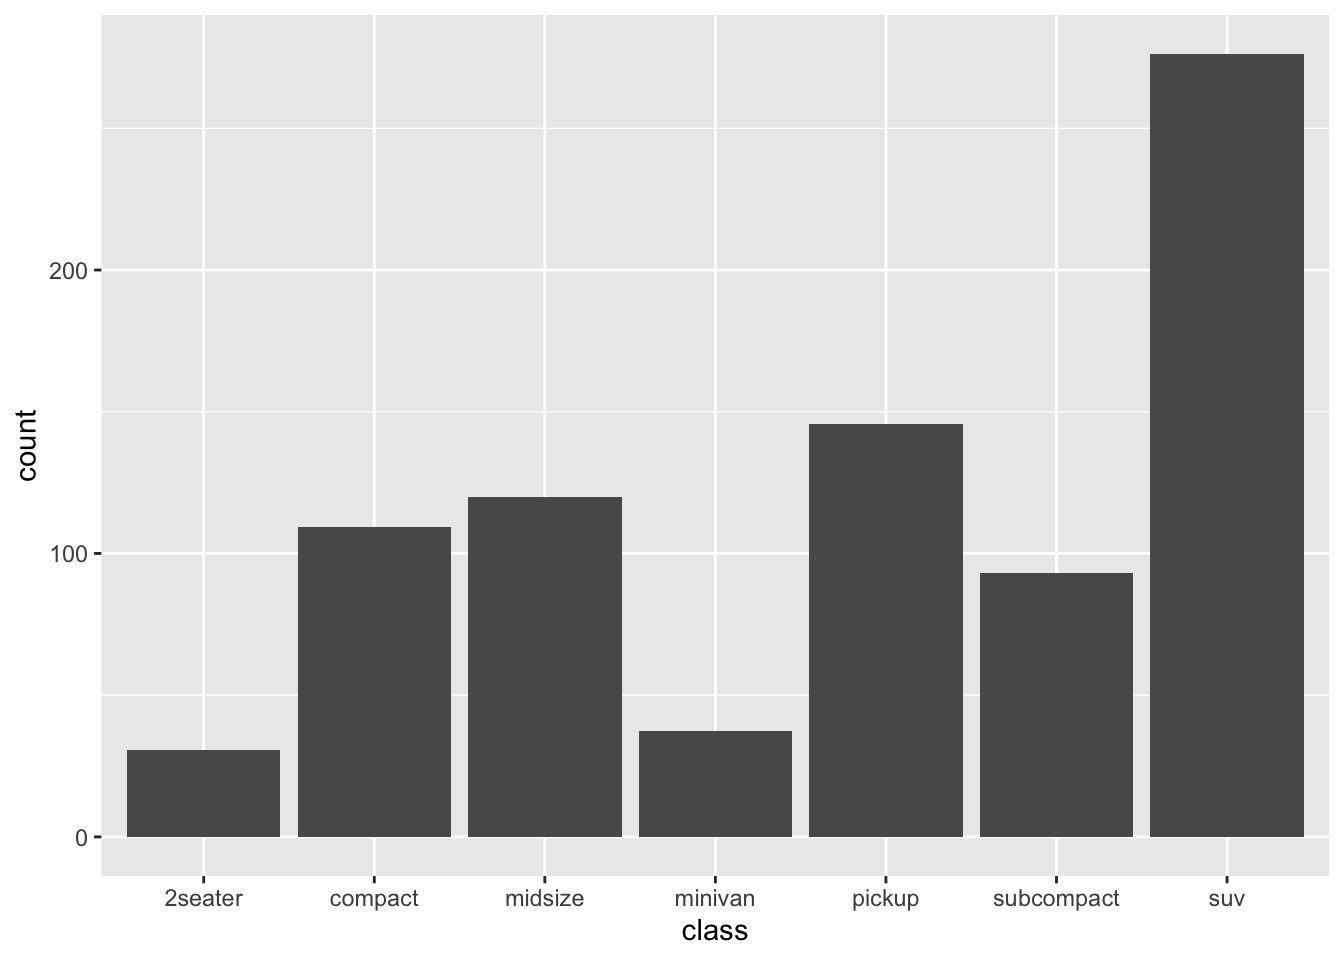 count
200
100
0
2seater compact midsize minivan pickup subcompact suv
class